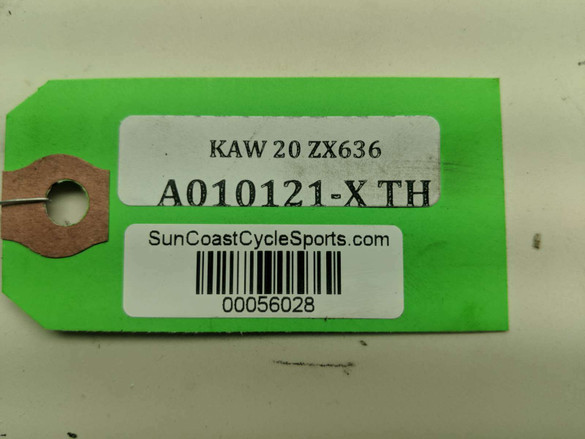 KAW 20 ZX636
A010121-X TH
SunCoastCycleSports.com
00056028